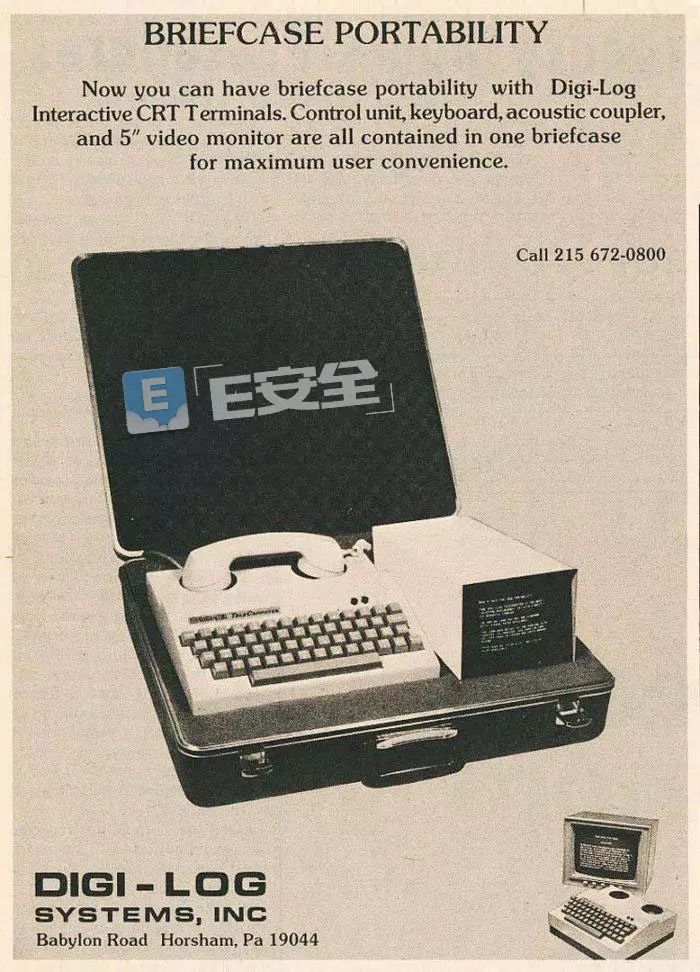 BRIEFCASE PORTABILITY
Now you can have briefcase portability with Digi-Log
Interactive CRT Terminals. Control unit, keyboard, acoustic coupler,
and 5″ video monitor are all contained in one briefcase
for maximum user convenience.
Call 215 672-0800
E「E安全」
TeleComputer
DIGI-LOG
SYSTEMS, INC
Babylon Road Horsham, Pa 19044